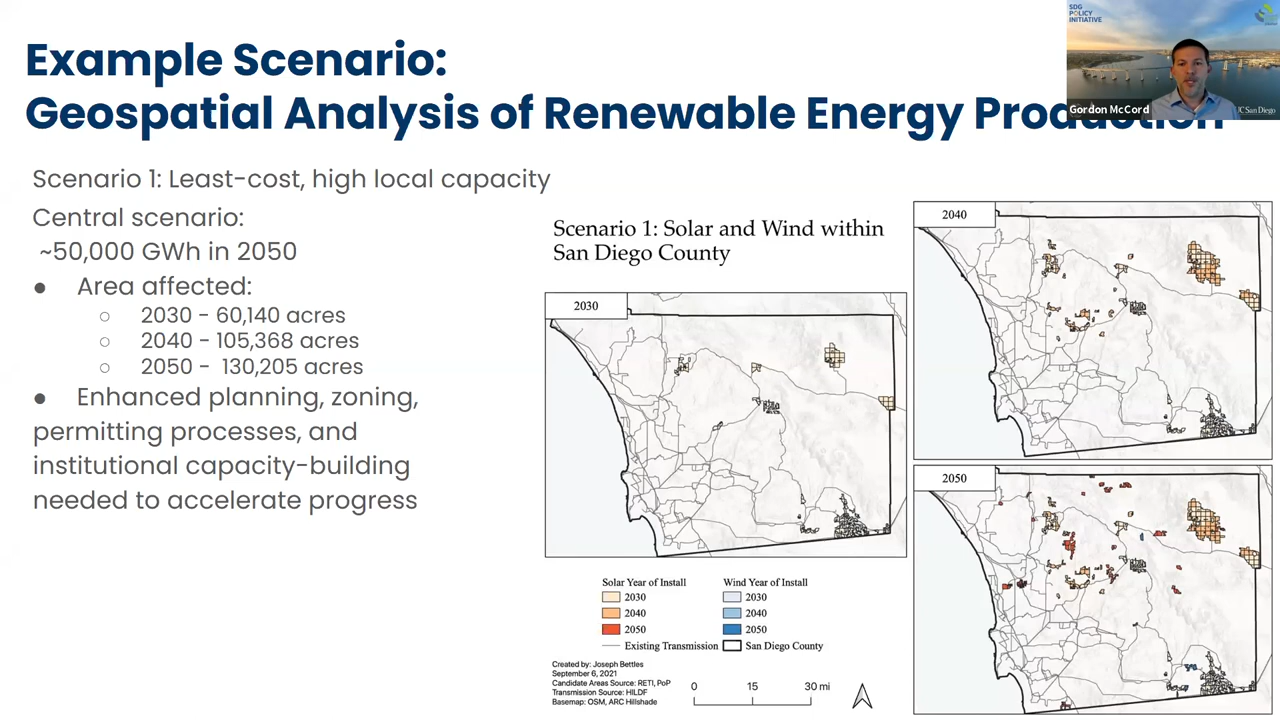 Example Scenario:
Geospatial Analysis of Renewable Energy Production
SDG
POLICY
INITIATIVE
Gordon McCord
UC San Diego
Scenario 1: Least-cost, high local capacity
Central scenario:
~50,000 GWh in 2050
● Area affected:
○ 2030 - 60,140 acres
○ 2040 - 105,368 acres
○ 2050 - 130,205 acres
● Enhanced planning, zoning,
permitting processes, and
institutional capacity-building
needed to accelerate progress
Scenario 1: Solar and Wind within
San Diego County
2030
2040
2050
Solar Year of Install
2030
2040
2050
Existing Transmission
Wind Year of Install
2030
2040
2050
San Diego County
Created by: Joseph Bettles
September 6, 2021
Candidate Areas Source: RETI, PoP
Transmission Source: HILDF
Basemap: OSM, ARC Hillshade
0 15 30 mi